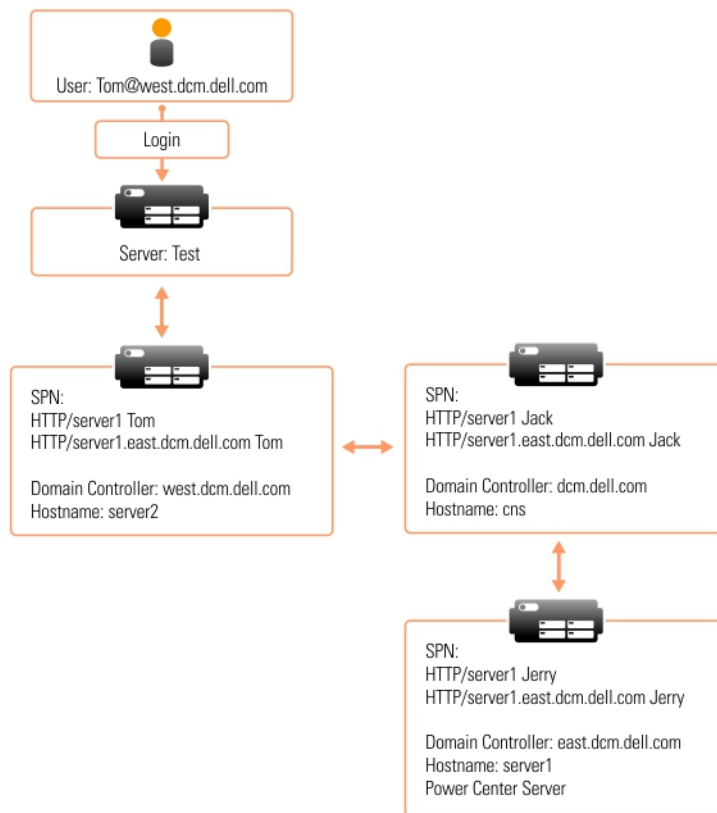 User: Tom@west.dcm.dell.com
Login
Server: Test
SPN:
HTTP/server1 Tom
HTTP/server1.east.dcm.dell.com Tom
Domain Controller: west.dcm.dell.com
Hostname: server2
SPN:
HTTP/server1 Jack
HTTP/server1.east.dcm.dell.com Jack
Domain Controller: dcm.dell.com
Hostname: cns
SPN:
HTTP/server1 Jerry
HTTP/server1.east.dcm.dell.com Jerry
Domain Controller: east.dcm.dell.com
Hostname: server1
Power Center Server